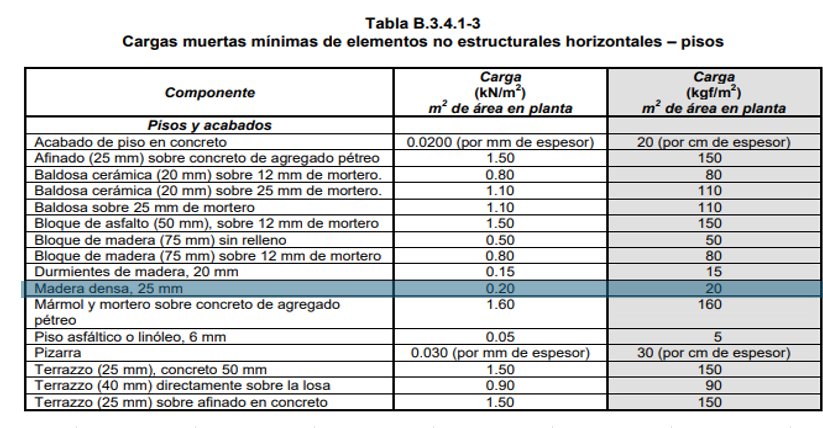 Tabla B.3.4.1-3
Cargas muertas mínimas de elementos no estructurales horizontales – pisos
Componente Carga (kN/m²) m² de área en planta Carga (kgf/m²) m² de área en planta
Pisos y acabados
Acabado de piso en concreto 0.0200 (por mm de espesor) 20 (por cm de espesor)
Afinado (25 mm) sobre concreto de agregado pétreo 1.50 150
Baldosa cerámica (20 mm) sobre 12 mm de mortero. 0.80 80
Baldosa cerámica (20 mm) sobre 25 mm de mortero. 1.10 110
Baldosa sobre 25 mm de mortero 1.10 110
Bloque de asfalto (50 mm), sobre 12 mm de mortero 1.50 150
Bloque de madera (75 mm) sin relleno 0.50 50
Bloque de madera (75 mm) sobre 12 mm de mortero 0.80 80
Durmientes de madera, 20 mm 0.15 15
Madera densa, 25 mm 0.20 20
Mármol y mortero sobre concreto de agregado 1.60 160
pétreo
Piso asfáltico o linóleo, 6 mm 0.05 5
Pizarra 0.030 (por mm de espesor) 30 (por cm de espesor)
Terrazzo (25 mm), concreto 50 mm 1.50 150
Terrazzo (40 mm) directamente sobre la losa 0.90 90
Terrazzo (25 mm) sobre afinado en concreto 1.50 150